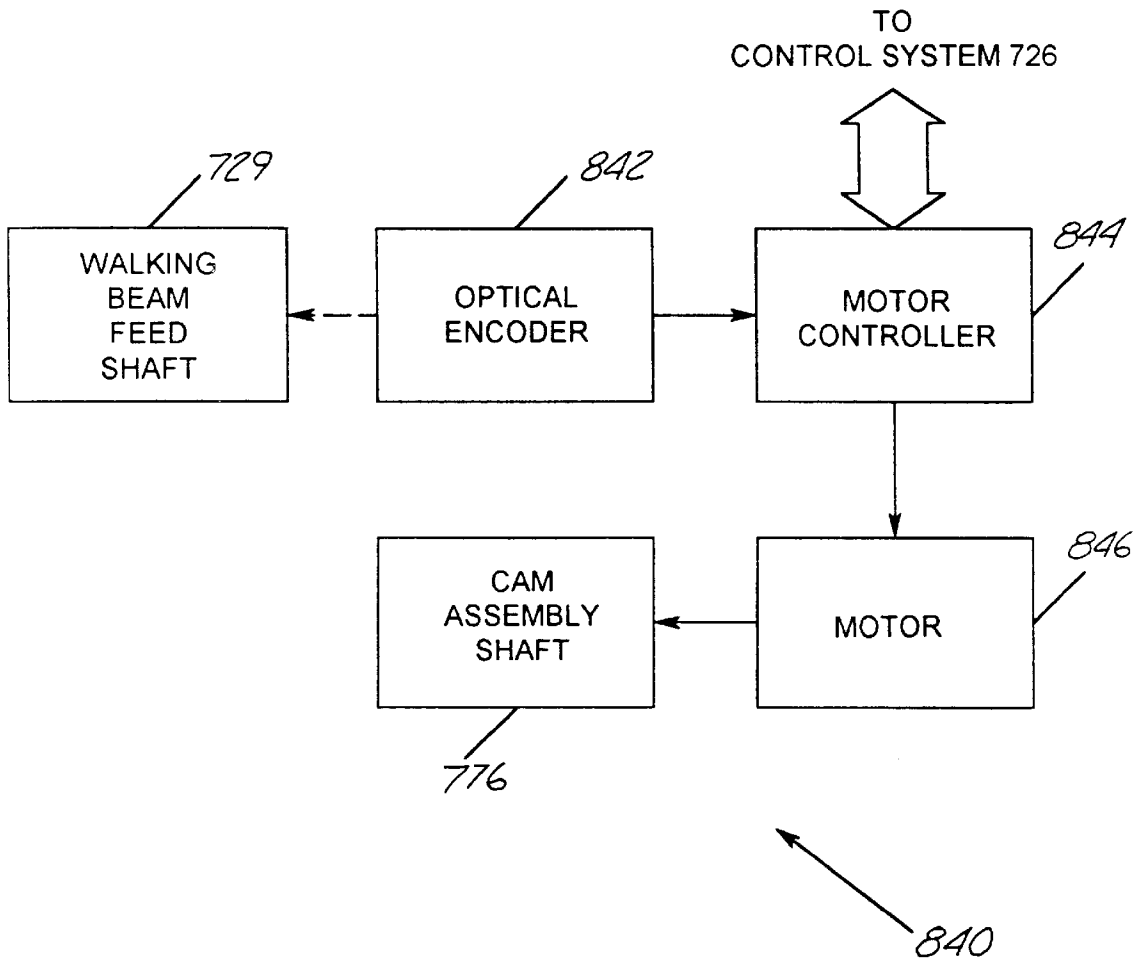 TO
CONTROL SYSTEM 726
729
842
844
WALKING
BEAM
FEED
SHAFT
OPTICAL
ENCODER
MOTOR
CONTROLLER
846
CAM
ASSEMBLY
SHAFT
MOTOR
776
840